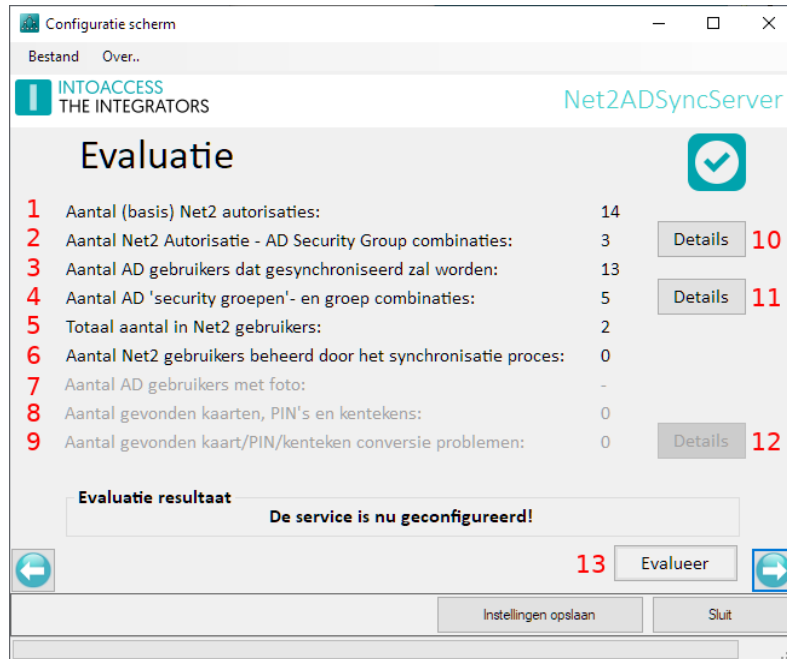 Configuratie scherm
Bestand Over..
INTOACCESS
THE INTEGRATORS
Net2ADSyncServer
Evaluatie
1 Aantal (basis) Net2 autorisaties: 14
2 Aantal Net2 Autorisatie - AD Security Group combinaties: 3 Details 10
3 Aantal AD gebruikers dat gesynchroniseerd zal worden: 13
4 Aantal AD 'security groepen'- en groep combinaties: 5 Details 11
5 Totaal aantal in Net2 gebruikers: 2
6 Aantal Net2 gebruikers beheerd door het synchronisatie proces: 0
7 Aantal AD gebruikers met foto: -
8 Aantal gevonden kaarten, PIN's en kentekens: 0
9 Aantal gevonden kaart/PIN/kenteken conversie problemen: 0 Details 12
Evaluatie resultaat
De service is nu geconfigureerd!
13 Evalueer
Instellingen opslaan Sluit